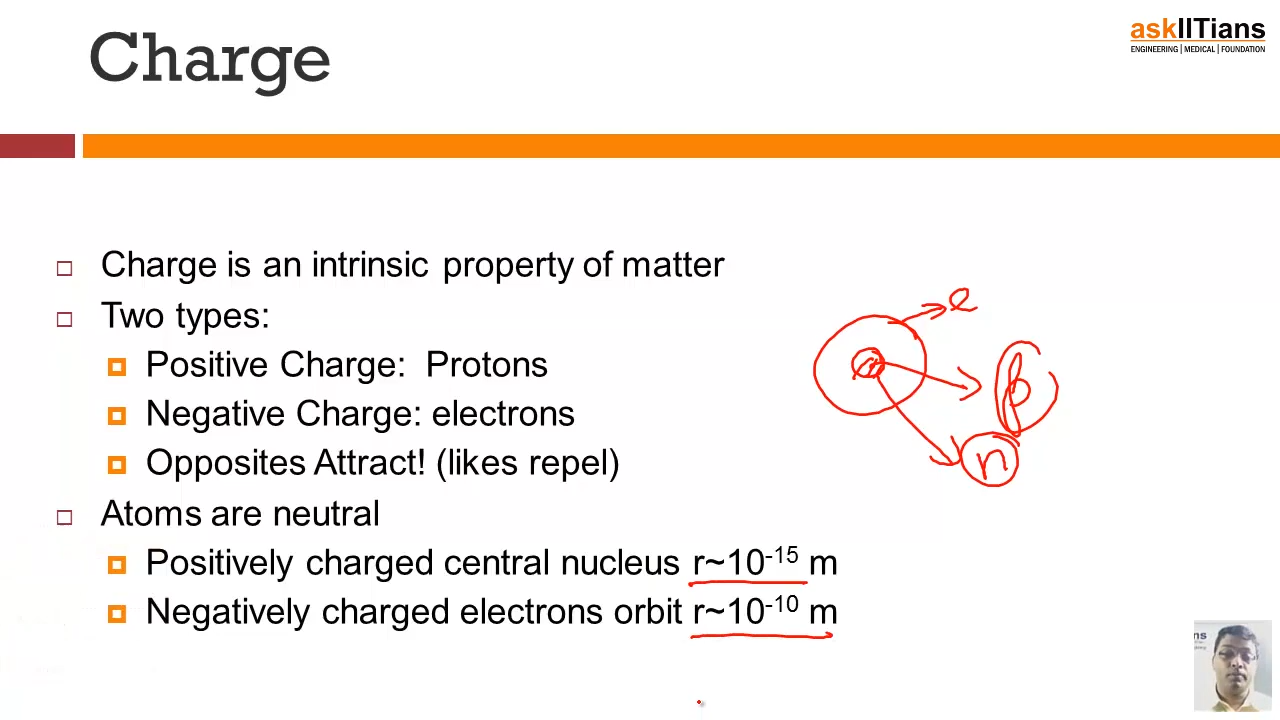 Charge
askIITians
ENGINEERING | MEDICAL | FOUNDATION
Charge is an intrinsic property of matter
Two types:
Positive Charge: Protons
Negative Charge: electrons
Opposites Attract! (likes repel)
Atoms are neutral
Positively charged central nucleus r~10⁻¹⁵ m
Negatively charged electrons orbit r~10⁻¹⁰ m
e
p
n